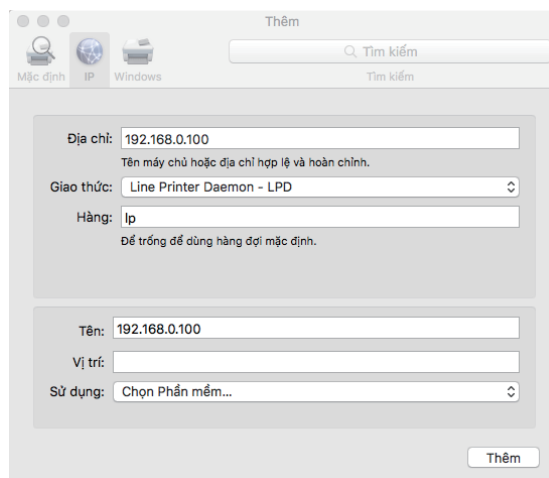 Thêm
Tìm kiếm
Mặc định IP Windows Tìm kiếm
Địa chỉ: 192.168.0.100
Tên máy chủ hoặc địa chỉ hợp lệ và hoàn chỉnh.
Giao thức: Line Printer Daemon - LPD
Hàng: lp
Để trống để dùng hàng đợi mặc định.
Tên: 192.168.0.100
Vị trí:
Sử dụng: Chọn Phần mềm...
Thêm